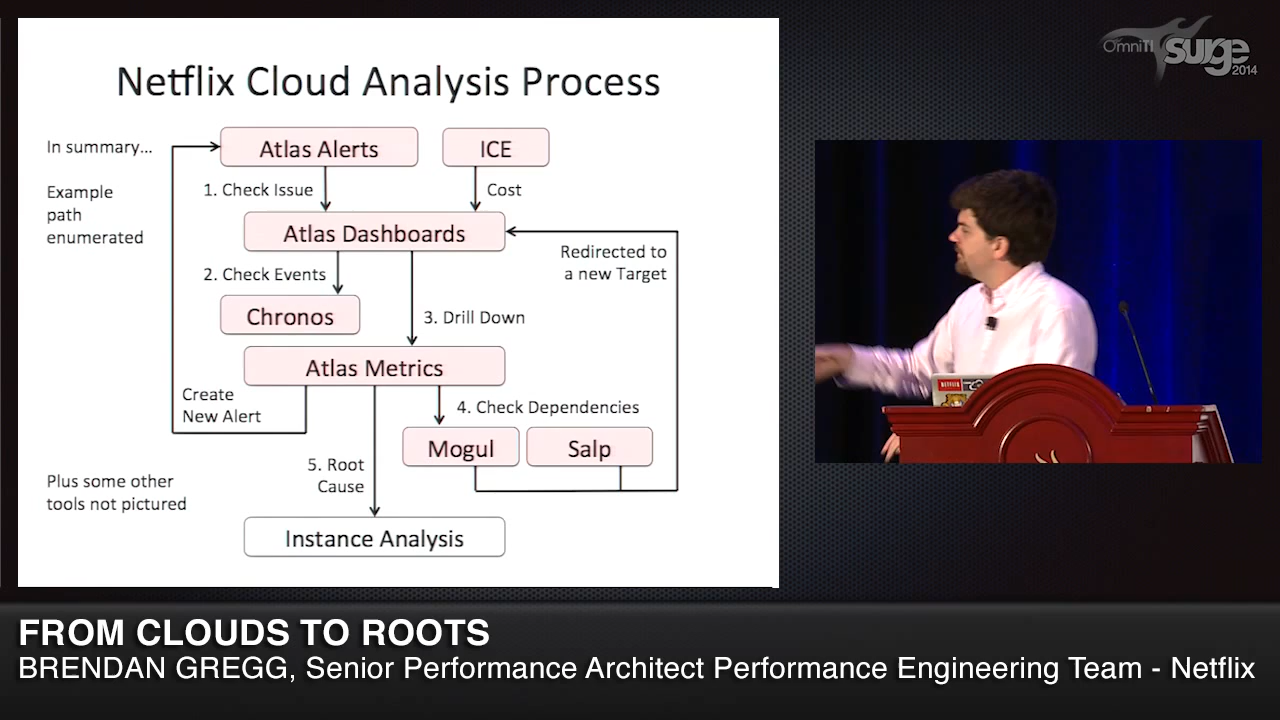 OmniTI surge
2014
Netflix Cloud Analysis Process
In summary...
Atlas Alerts
ICE
Example
path
enumerated
1. Check Issue
Cost
Atlas Dashboards
Redirected to
a new Target
2. Check Events
Chronos
3. Drill Down
Atlas Metrics
Create
New Alert
4. Check Dependencies
Mogul
Salp
5. Root
Cause
Plus some other
tools not pictured
Instance Analysis
NETFLIX
FROM CLOUDS TO ROOTS
BRENDAN GREGG, Senior Performance Architect Performance Engineering Team - Netflix